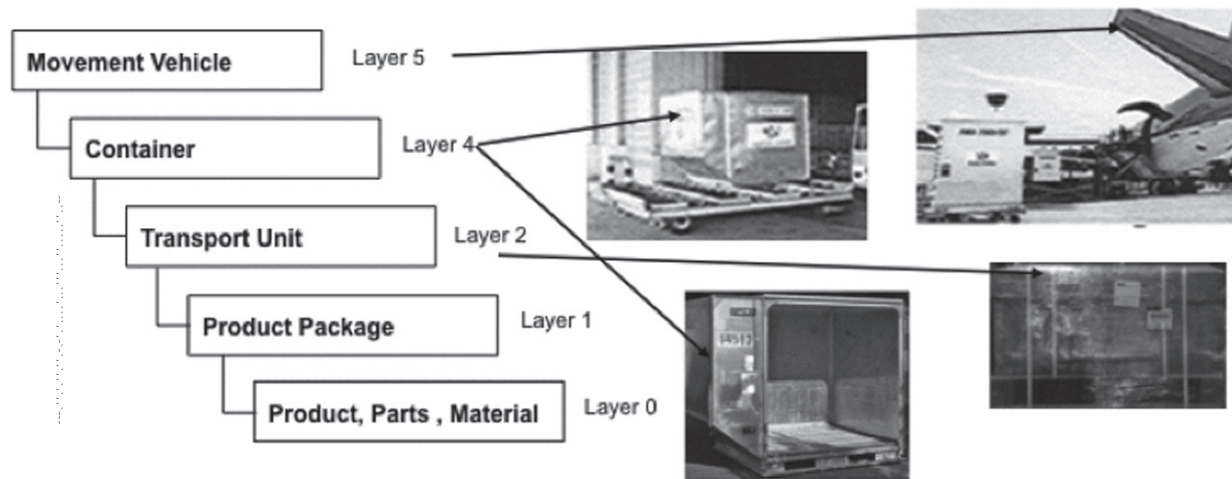 Movement Vehicle
Layer 5
Container
Layer 4
Transport Unit
Layer 2
Product Package
Layer 1
Product, Parts , Material
Layer 0